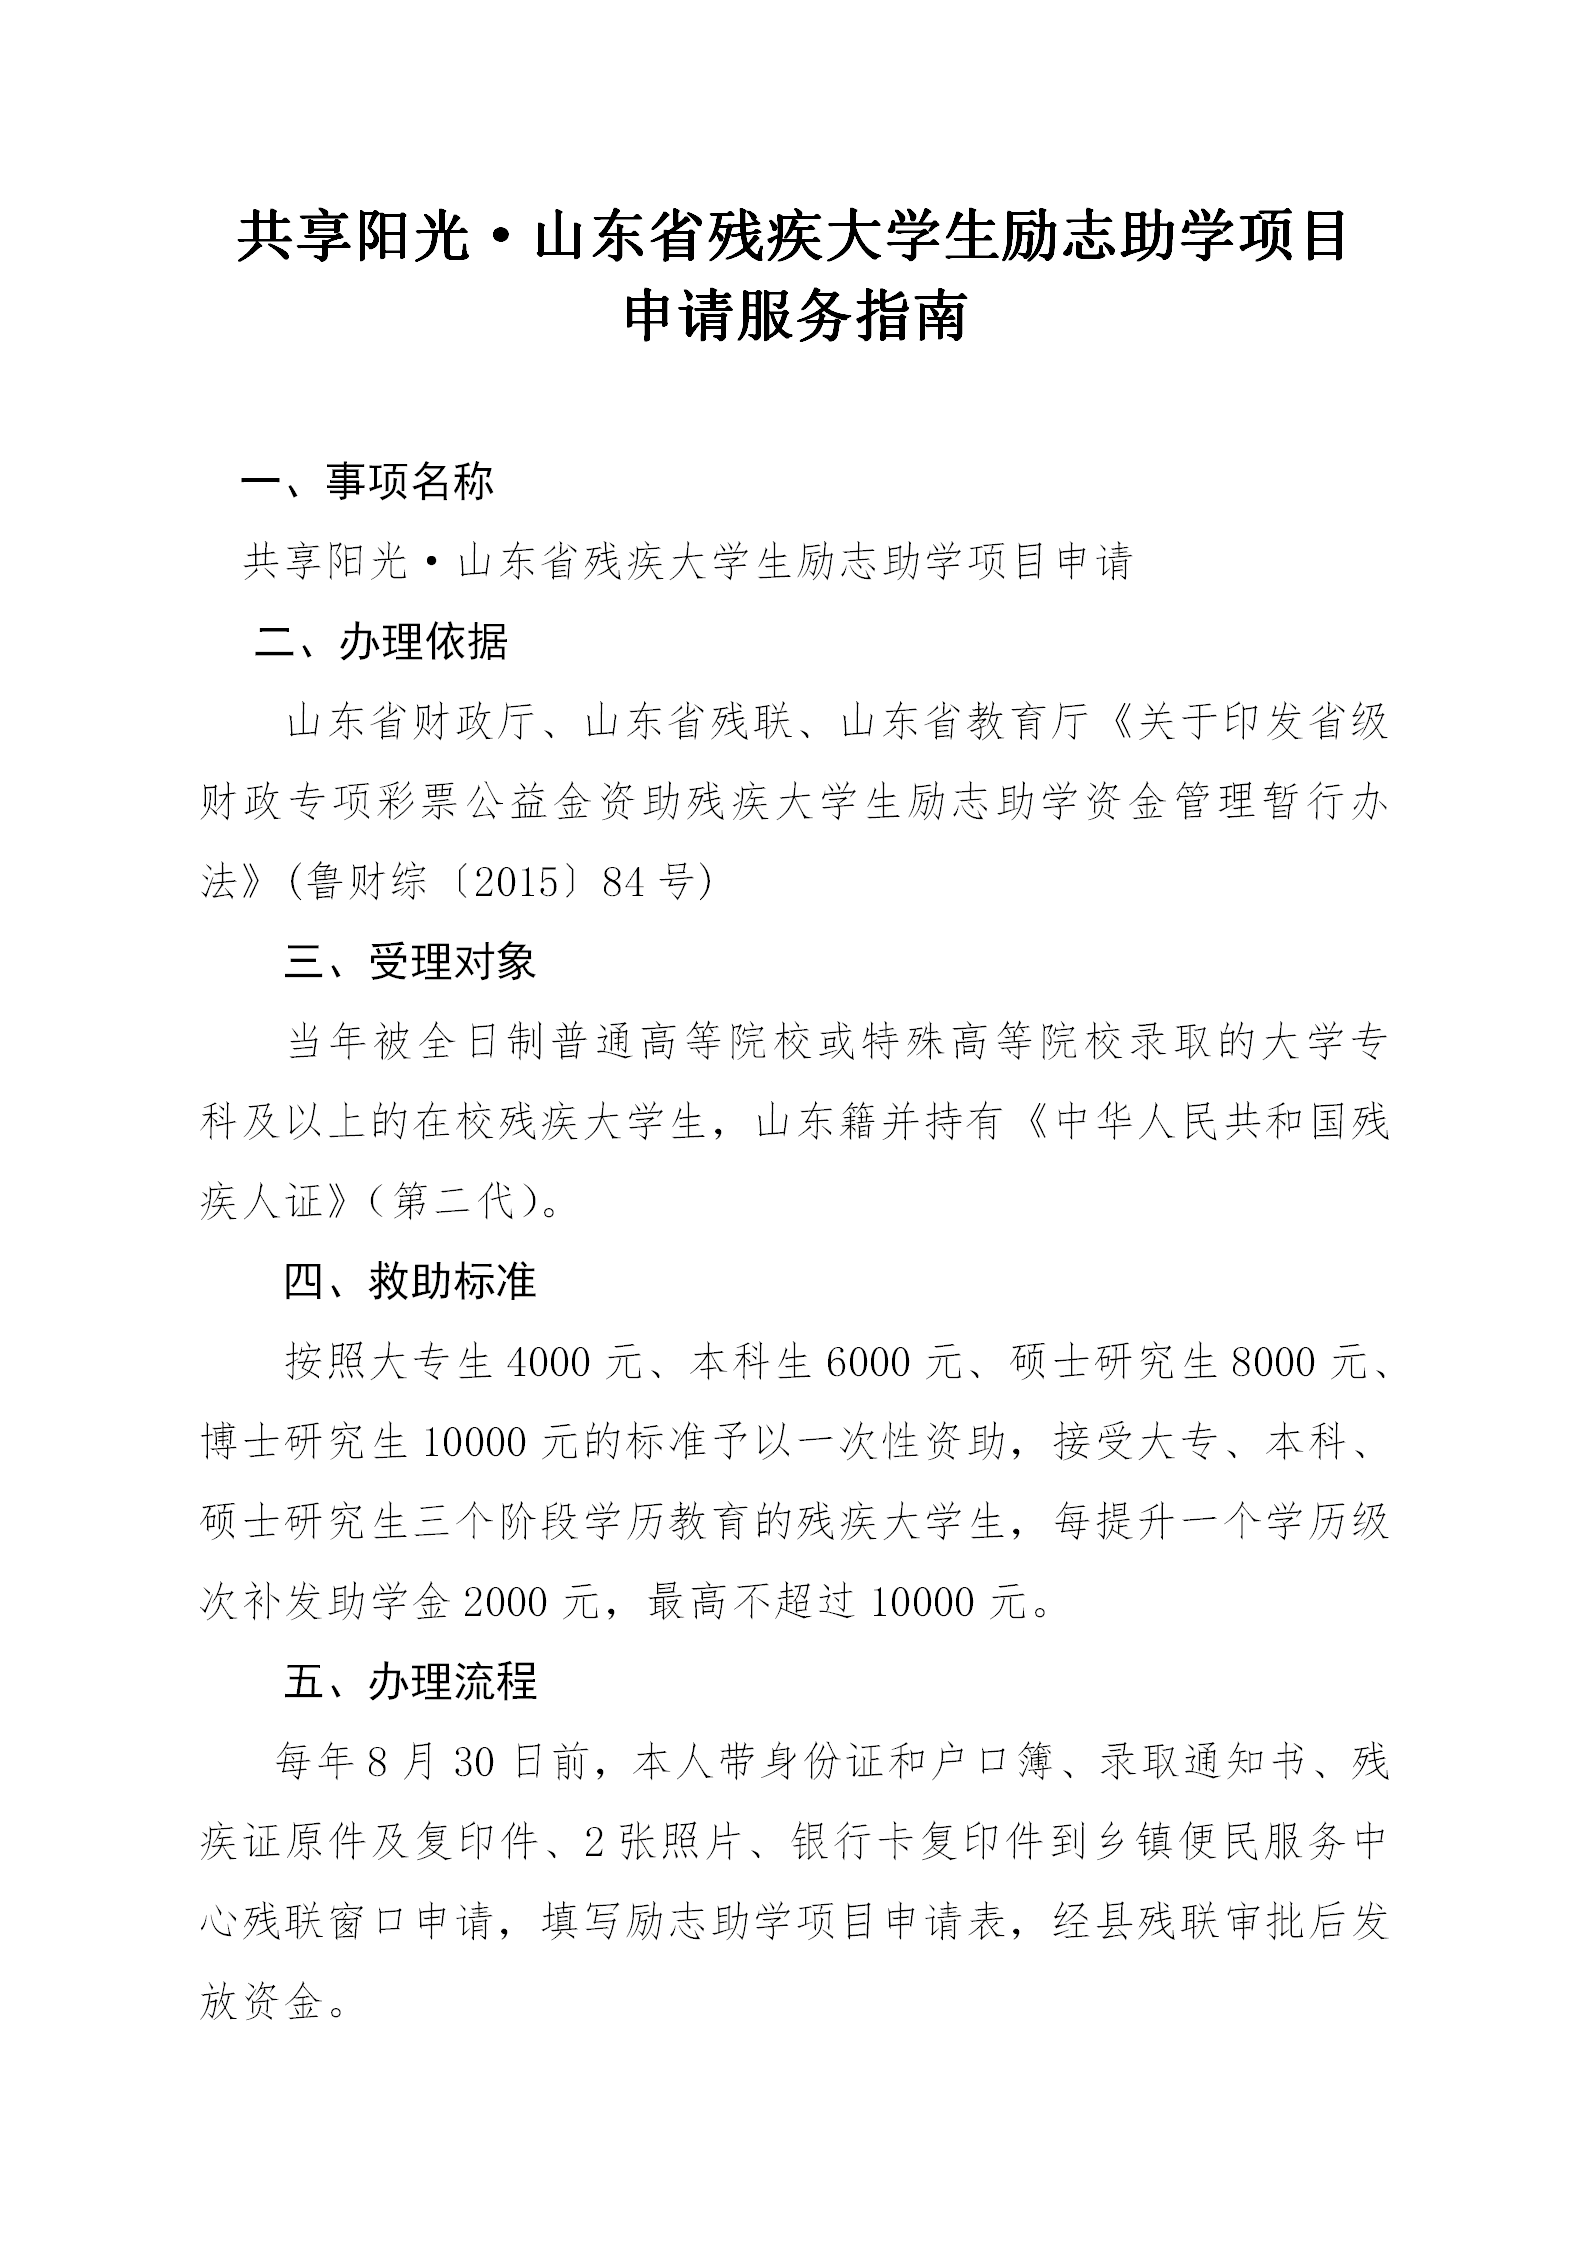 共享阳光·山东省残疾大学生励志助学项目
申请服务指南
一、事项名称
共享阳光·山东省残疾大学生励志助学项目申请
二、办理依据
山东省财政厅、山东省残联、山东省教育厅《关于印发省级
财政专项彩票公益金资助残疾大学生励志助学资金管理暂行办
法》(鲁财综〔2015〕84号)
三、受理对象
当年被全日制普通高等院校或特殊高等院校录取的大学专
科及以上的在校残疾大学生，山东籍并持有《中华人民共和国残
疾人证》（第二代）。
四、救助标准
按照大专生4000元、本科生6000元、硕士研究生8000元、
博士研究生10000元的标准予以一次性资助，接受大专、本科、
硕士研究生三个阶段学历教育的残疾大学生，每提升一个学历级
次补发助学金2000元，最高不超过10000元。
五、办理流程
每年8月30日前，本人带身份证和户口簿、录取通知书、残
疾证原件及复印件、2张照片、银行卡复印件到乡镇便民服务中
心残联窗口申请，填写励志助学项目申请表，经县残联审批后发
放资金。